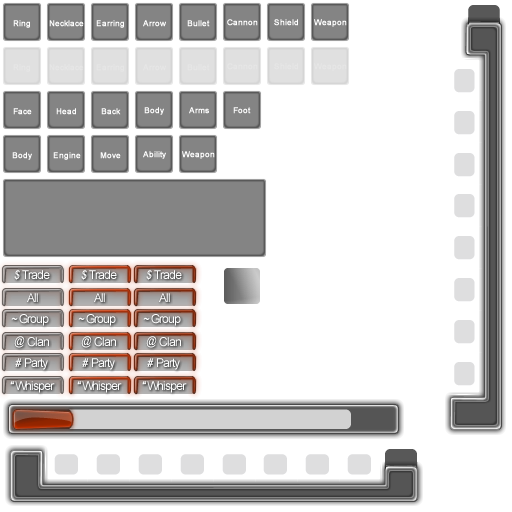 Ring Necklace Earring Arrow Bullet Cannon Shield Weapon
Face Head Back Body Arms Foot
Body Engine Move Ability Weapon
$ Trade $ Trade $ Trade
All All All
~ Group ~ Group ~ Group
@ Clan @ Clan @ Clan
# Party # Party # Party
“Whisper “Whisper “Whisper